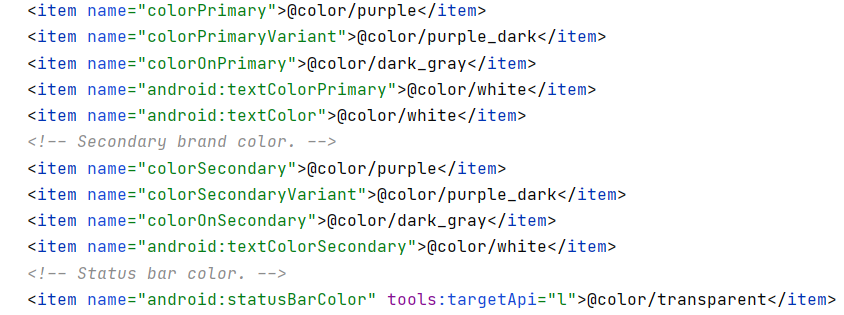 <item name="colorPrimary">@color/purple</item>
<item name="colorPrimaryVariant">@color/purple_dark</item>
<item name="colorOnPrimary">@color/dark_gray</item>
<item name="android:textColorPrimary">@color/white</item>
<item name="android:textColor">@color/white</item>
<!-- Secondary brand color. -->
<item name="colorSecondary">@color/purple</item>
<item name="colorSecondaryVariant">@color/purple_dark</item>
<item name="colorOnSecondary">@color/dark_gray</item>
<item name="android:textColorSecondary">@color/white</item>
<!-- Status bar color. -->
<item name="android:statusBarColor" tools:targetApi="l">@color/transparent</item>